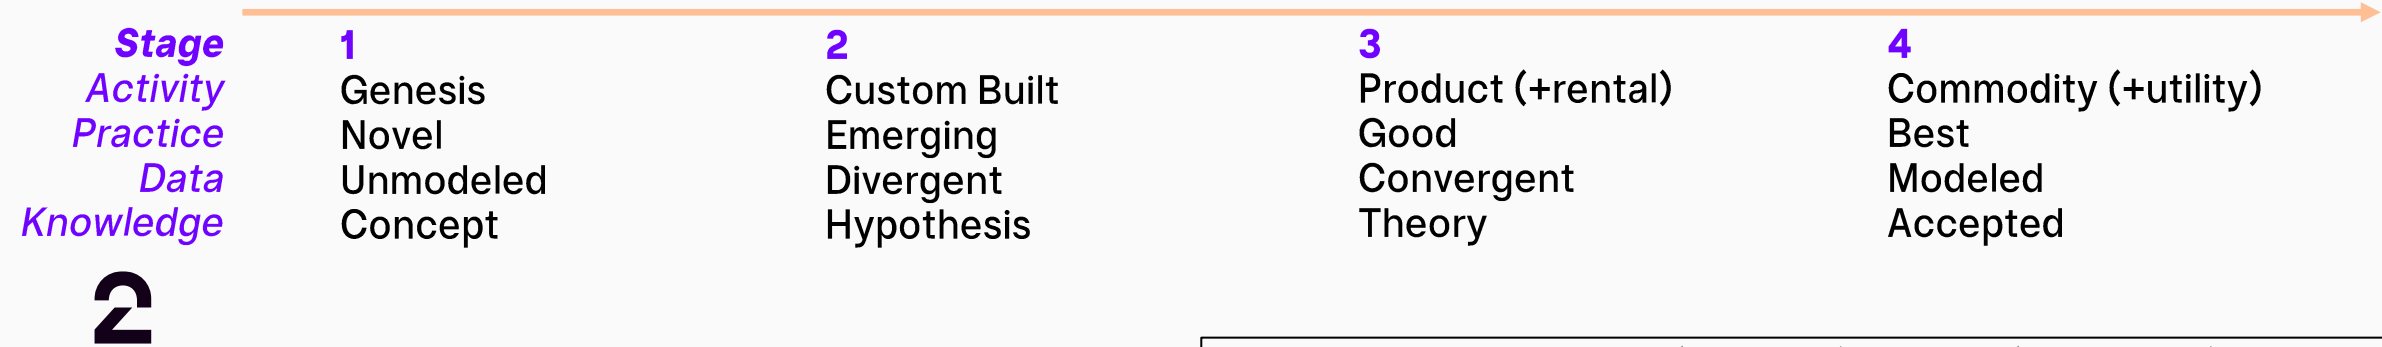 Stage 1 2 3 4
Activity Genesis Custom Built Product (+rental) Commodity (+utility)
Practice Novel Emerging Good Best
Data Unmodeled Divergent Convergent Modeled
Knowledge Concept Hypothesis Theory Accepted
2